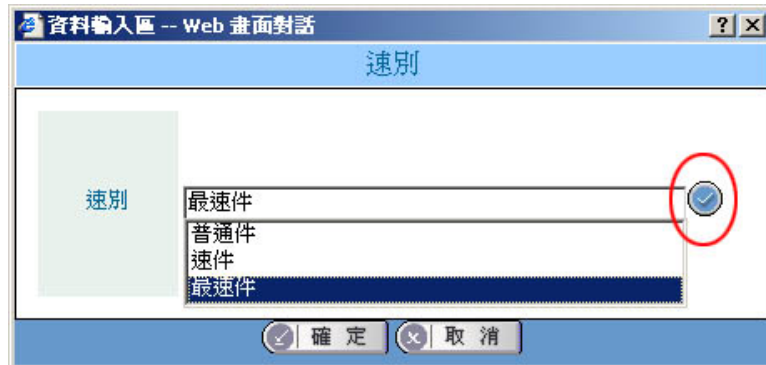 資料輸入區 -- Web 畫面對話
速別
速別
最速件
普通件
速件
最速件
確 定 取 消